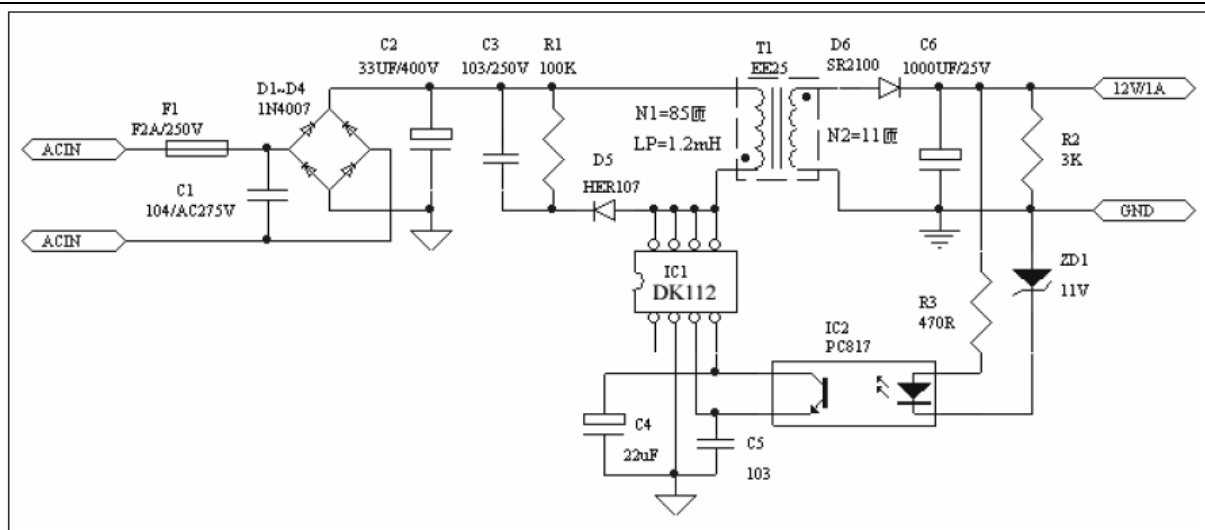 C2
33UF/400V
C3
103/250V
R1
100K
T1
EE25
D6
SR2100
C6
1000UF/25V
D1~D4
1N4007
F1
F2A/250V
12V/1A
N1=85匝
LP=1.2mH
N2=11匝
R2
3K
ACIN
D5
HER107
C1
104/AC275V
GND
ACIN
IC1
DK112
ZD1
11V
R3
470R
IC2
PC817
C4
22uF
C5
103